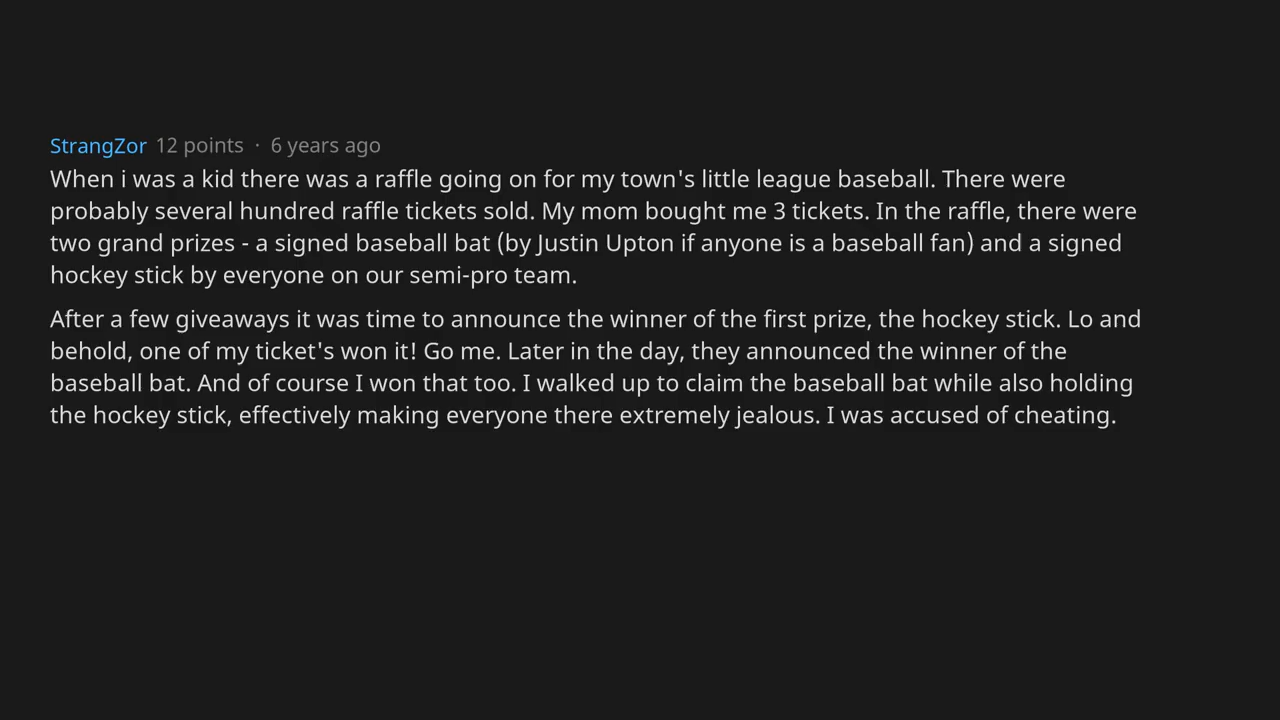 StrangZor 12 points · 6 years ago
When i was a kid there was a raffle going on for my town's little league baseball. There were
probably several hundred raffle tickets sold. My mom bought me 3 tickets. In the raffle, there were
two grand prizes - a signed baseball bat (by Justin Upton if anyone is a baseball fan) and a signed
hockey stick by everyone on our semi-pro team.
After a few giveaways it was time to announce the winner of the first prize, the hockey stick. Lo and
behold, one of my ticket's won it! Go me. Later in the day, they announced the winner of the
baseball bat. And of course I won that too. I walked up to claim the baseball bat while also holding
the hockey stick, effectively making everyone there extremely jealous. I was accused of cheating.